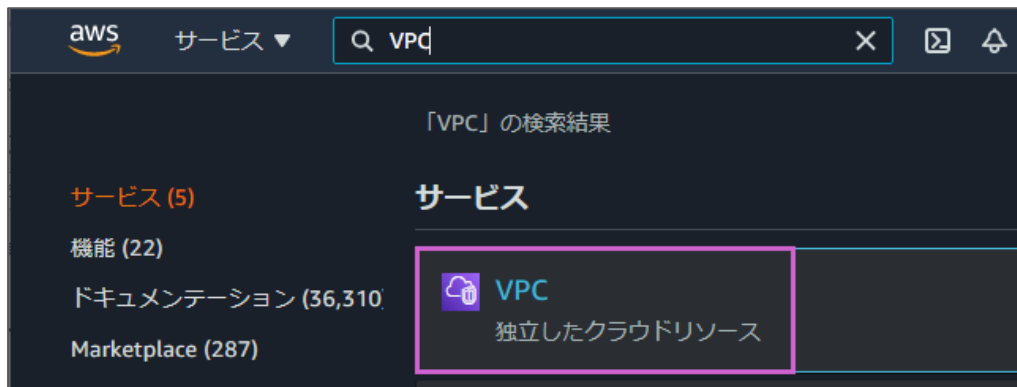 aws サービス ▼ VPC
「VPC」の検索結果
サービス (5)
サービス
機能 (22)
ドキュメンテーション (36,310)
Marketplace (287)
VPC
独立したクラウドリソース